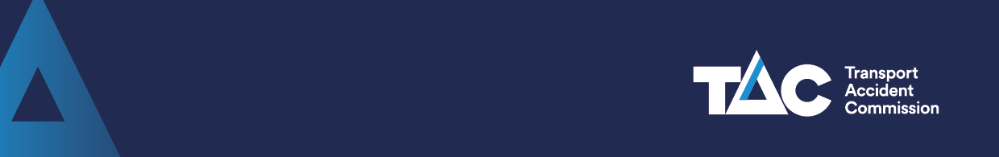 TAC
Transport
Accident
Commission